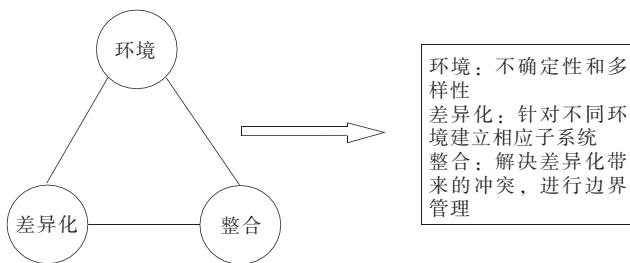 环境
差异化
整合
环境：不确定性和多
样性
差异化：针对不同环
境建立相应子系统
整合：解决差异化带
来的冲突，进行边界
管理